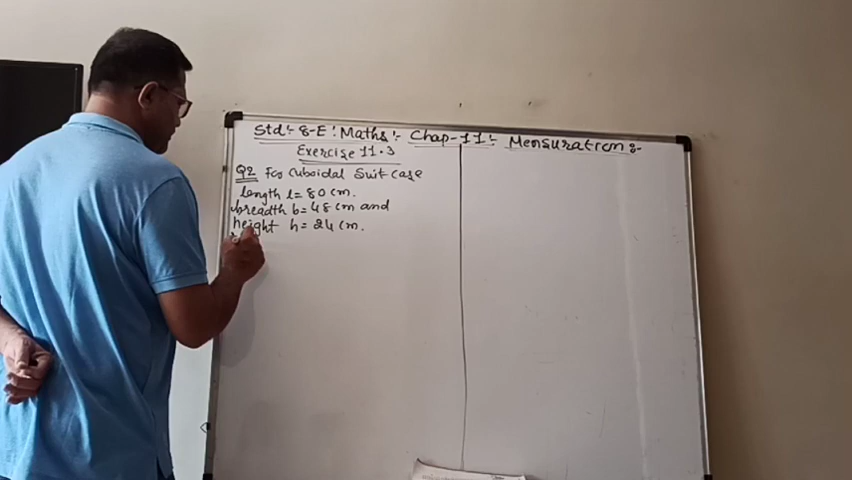 Std:- 8-E : Maths:- Chap-11:- Mensuration:-
Exercise 11.3
Q2 For Cuboidal Suit case
length l = 80 cm.
breadth b = 48 cm and
height h = 24 cm.